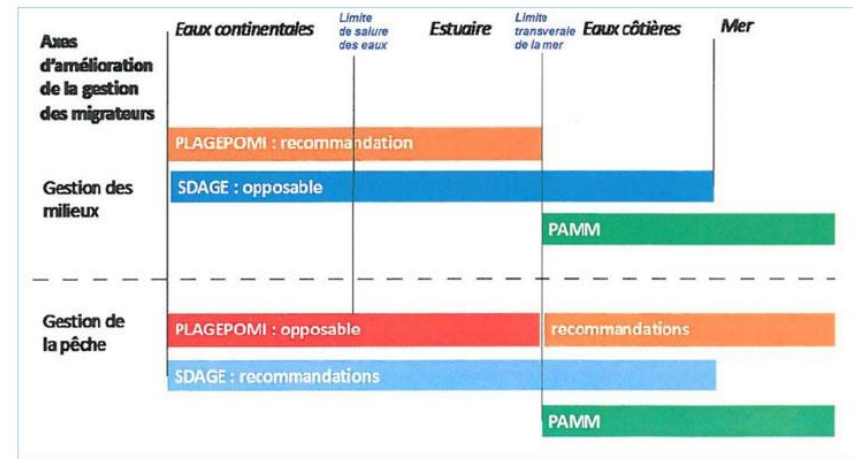 Axes
d'amélioration
de la gestion
des migrateurs
Eaux continentales
Limite
de salure
des eaux
Estuaire
Limite
transverale
de la mer
Eaux côtières
Mer
PLAGEPOMI : recommandation
Gestion des
milieux
SDAGE : opposable
PAMM
Gestion de
la pêche
PLAGEPOMI : opposable
recommandations
SDAGE : recommandations
PAMM